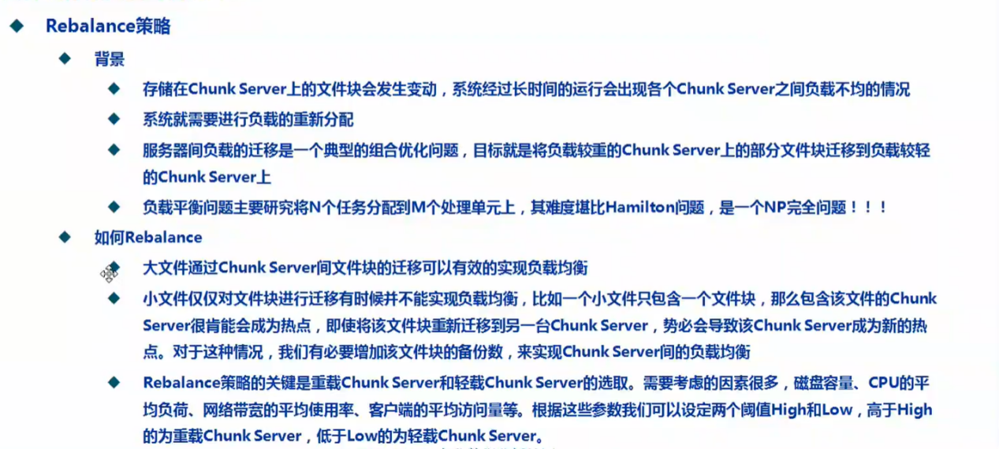 Rebalance策略
背景
存储在Chunk Server上的文件块会发生变动，系统经过长时间的运行会出现各个Chunk Server之间负载不均的情况
系统就需要进行负载的重新分配
服务器间负载的迁移是一个典型的组合优化问题，目标就是将负载较重的Chunk Server上的部分文件块迁移到负载较轻
的Chunk Server上
负载平衡问题主要研究将N个任务分配到M个处理单元上，其难度堪比Hamilton问题，是一个NP完全问题！！！
如何Rebalance
大文件通过Chunk Server间文件块的迁移可以有效的实现负载均衡
小文件仅仅对文件块进行迁移有时候并不能实现负载均衡，比如一个小文件只包含一个文件块，那么包含该文件的Chunk
Server很肯能会成为热点，即使将该文件块重新迁移到另一台Chunk Server，势必会导致该Chunk Server成为新的热
点。对于这种情况，我们有必要增加该文件块的备份数，来实现Chunk Server间的负载均衡
Rebalance策略的关键是重载Chunk Server和轻载Chunk Server的选取。需要考虑的因素很多，磁盘容量、CPU的平
均负荷、网络带宽的平均使用率、客户端的平均访问量等。根据这些参数我们可以设定两个阈值High和Low，高于High
的为重载Chunk Server，低于Low的为轻载Chunk Server。